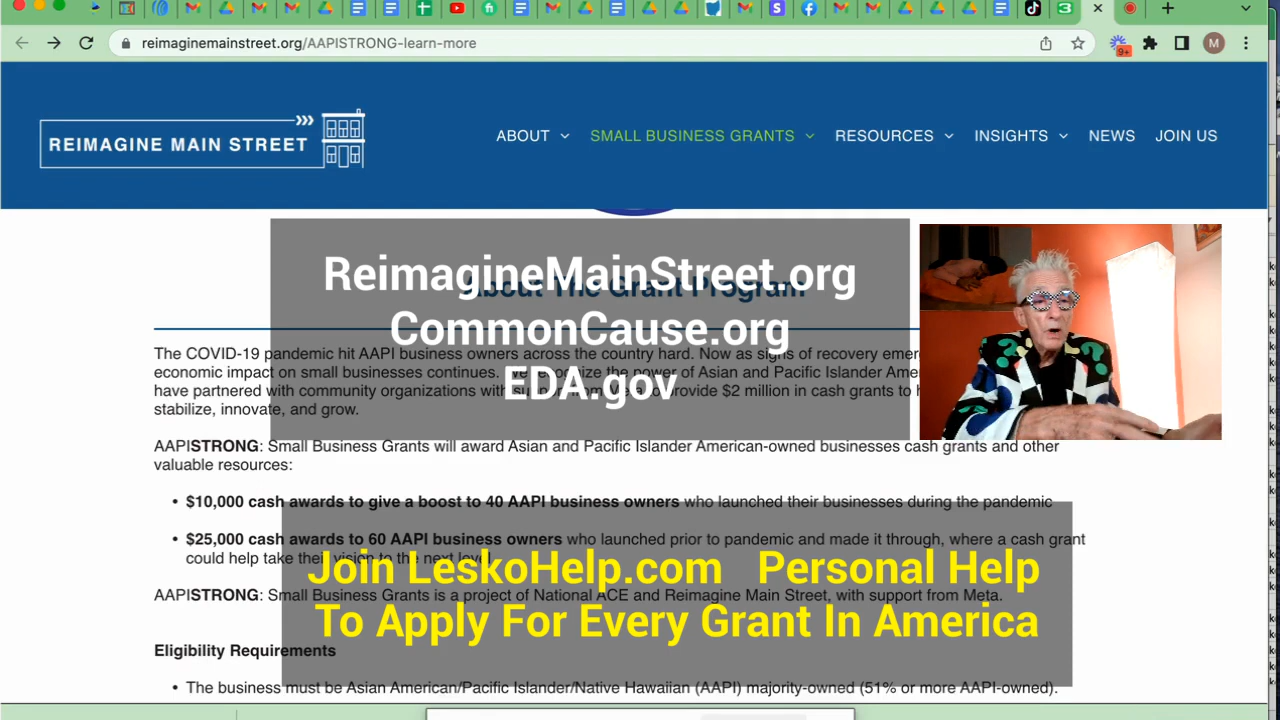 reimaginemainstreet.org/AAPISTRONG-learn-more
9+
M
REIMAGINE MAIN STREET
ABOUT
SMALL BUSINESS GRANTS
RESOURCES
INSIGHTS
NEWS
JOIN US
About The Grant Program
ReimagineMainStreet.org
CommonCause.org
EDA.gov
The COVID-19 pandemic hit AAPI business owners across the country hard. Now as signs of recovery
economic impact on small businesses continues. We recognize the power of Asian and Pacific Islander
have partnered with community organizations with provide $2 million in cash grants to
stabilize, innovate, and grow.
AAPISTRONG: Small Business Grants will award Asian and Pacific Islander American-owned businesses cash grants and other
valuable resources:
• $10,000 cash awards to give a boost to 40 AAPI business owners who launched their businesses during the pandemic
• $25,000 cash awards to 60 AAPI business owners who launched prior to pandemic and made it through, where a cash grant
could help take their vision to the next level.
Join LeskoHelp.com Personal Help
To Apply For Every Grant In America
AAPISTRONG: Small Business Grants is a project of National ACE and Reimagine Main Street, with support from Meta.
Eligibility Requirements
• The business must be Asian American/Pacific Islander/Native Hawaiian (AAPI) majority-owned (51% or more AAPI-owned).